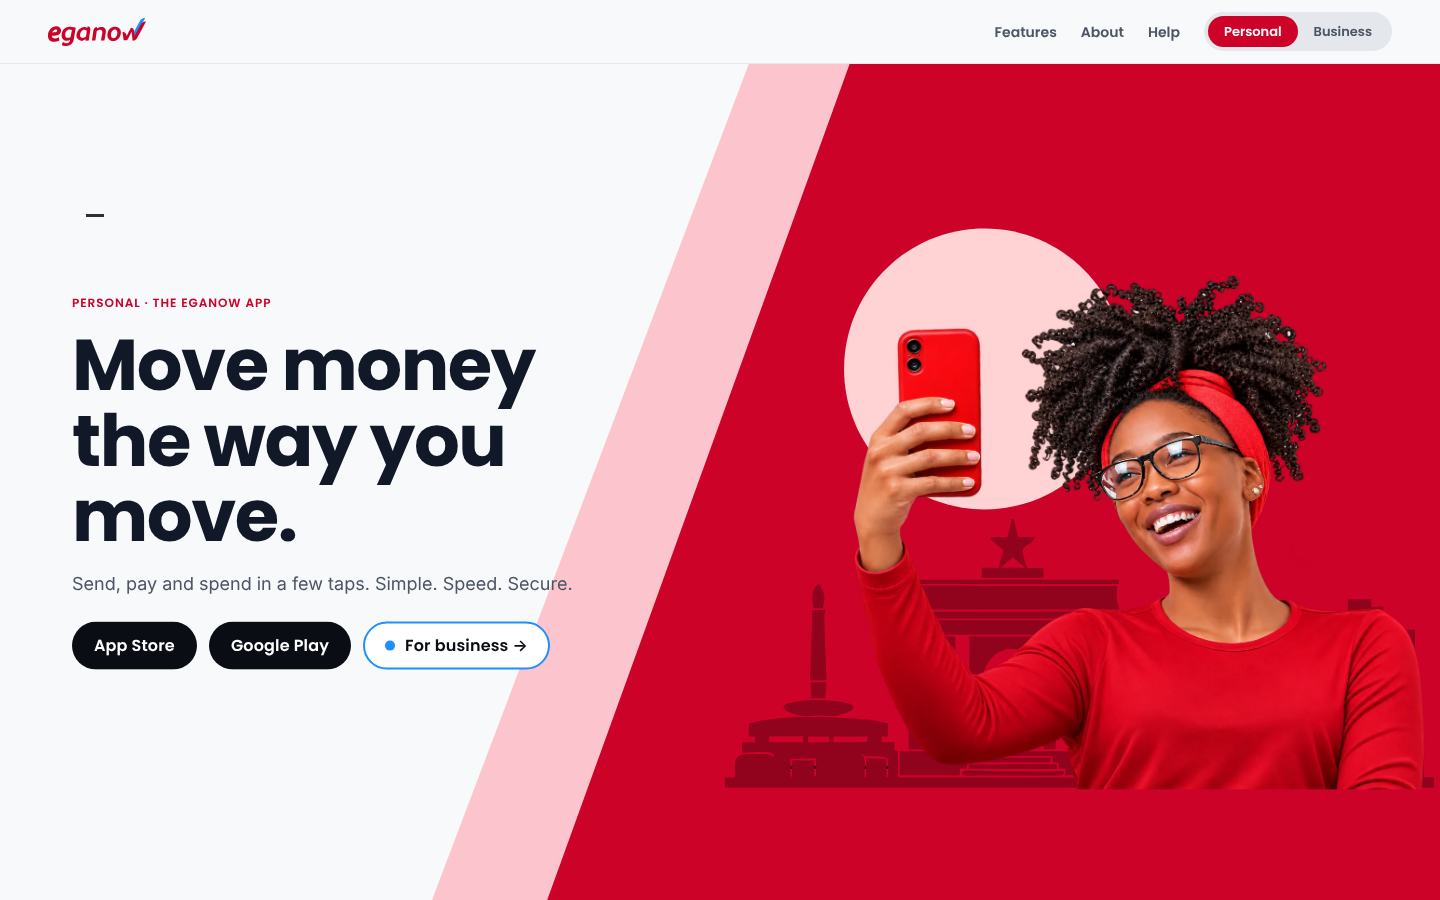 eganow
Features
About
Help
Personal
Business
PERSONAL · THE EGANOW APP
Move money
the way you
move.
Send, pay and spend in a few taps. Simple. Speed. Secure.
App Store
Google Play
For business →